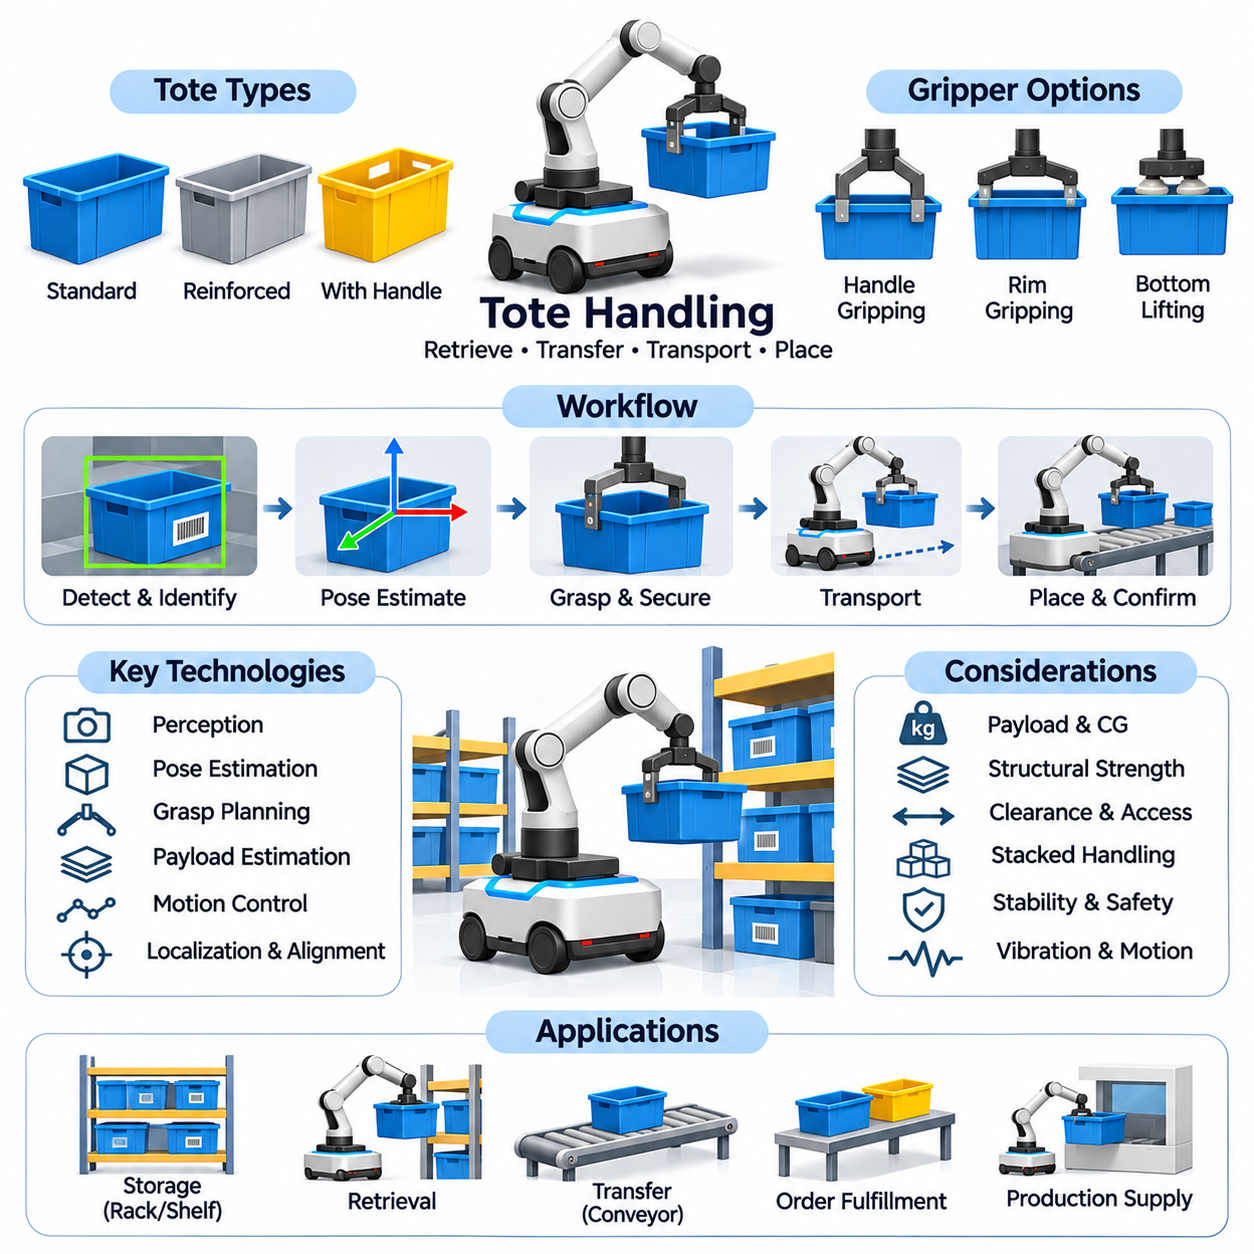 Tote Types
Standard
Reinforced
With Handle
Tote Handling
Retrieve • Transfer • Transport • Place
Gripper Options
Handle
Gripping
Rim
Gripping
Bottom
Lifting
Workflow
Detect & Identify
Pose Estimate
Grasp & Secure
Transport
Place & Confirm
Key Technologies
Perception
Pose Estimation
Grasp Planning
Payload Estimation
Motion Control
Localization & Alignment
Considerations
kg
Payload & CG
Structural Strength
Clearance & Access
Stacked Handling
Stability & Safety
Vibration & Motion
Applications
Storage
(Rack/Shelf)
Retrieval
Transfer
(Conveyor)
Order Fulfillment
Production Supply